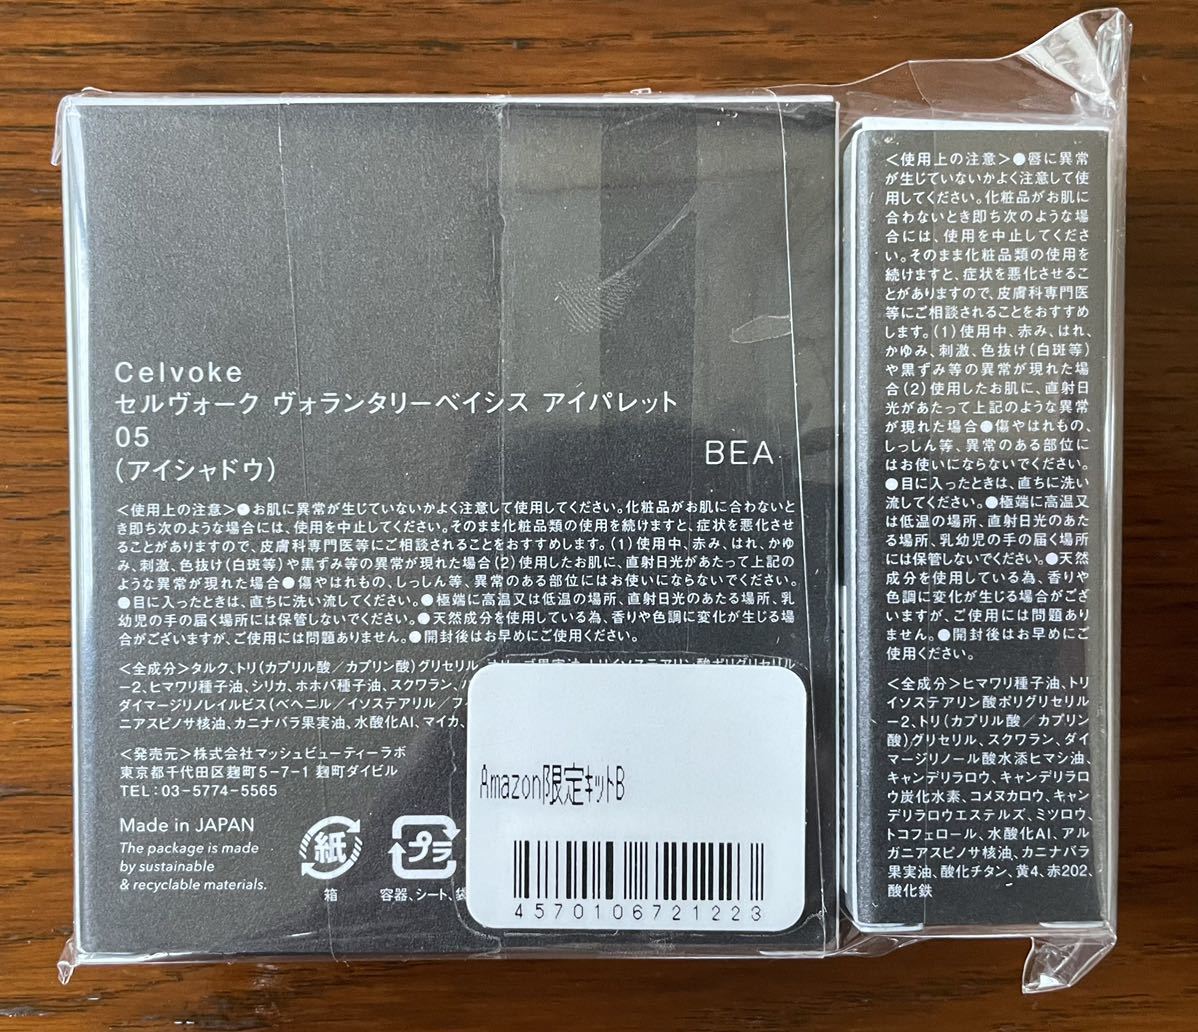 Celvoke
セルヴォーク ヴォランタリーベイシス アイパレット
05
(アイシャドウ)
BEA
<使用上の注意>●お肌に異常が生じていないかよく注意して使用してください。化粧品がお肌に合わないと
き即ち次のような場合には、使用を中止してください。そのまま化粧品類の使用を続けますと、症状を悪化させ
ることがありますので、皮膚科専門医等にご相談されることをおすすめします。(1)使用中、赤み、はれ、かゆ
み、刺激、色抜け(白斑等)や黒ずみ等の異常が現れた場合(2)使用したお肌に、直射日光があたって上記の
ような異常が現れた場合●傷やはれもの、しっしん等、異常のある部位にはお使いにならないでください。
●目に入ったときは、直ちに洗い流してください。●極端に高温又は低温の場所、直射日光のあたる場所、乳
幼児の手の届く場所には保管しないでください。●天然成分を使用している為、香りや色調に変化が生じる場
合がございますが、ご使用には問題ありません。●開封後はお早めにご使用ください。
<全成分>タルク、トリ(カプリル酸/カプリン酸)グリセリル、オリーブ果実油、トリイソステアリン酸ポリグリセリル
-2、ヒマワリ種子油、シリカ、ホホバ種子油、スクワラン、
ダイマージリノレイルビス(ベヘニル/イソステアリル/フィ
ニアスピノサ核油、カニナバラ果実油、水酸化Al、マイカ、
<発売元>株式会社マッシュビューティーラボ
東京都千代田区麹町5-7-1 麹町ダイビル
TEL:03-5774-5565
Made in JAPAN
The package is made
by sustainable
& recyclable materials.
紙
箱
プラ
容器、シート、袋
Amazon限定キットB
4570106721223
<使用上の注意>●唇に異常
が生じていないかよく注意して使
用してください。化粧品がお肌に
合わないとき即ち次のような場
合には、使用を中止してくださ
い。そのまま化粧品類の使用を
続けますと、症状を悪化させるこ
とがありますので、皮膚科専門医
等にご相談されることをおすすめ
します。(1)使用中、赤み、はれ、
かゆみ、刺激、色抜け(白斑等)
や黒ずみ等の異常が現れた場
合(2)使用したお肌に、直射日
光があたって上記のような異常
が現れた場合●傷やはれもの、
しっしん等、異常のある部位に
はお使いにならないでください。
●目に入ったときは、直ちに洗い
流してください。●極端に高温又
は低温の場所、直射日光のあた
る場所、乳幼児の手の届く場所
には保管しないでください。●天然
成分を使用している為、香りや
色調に変化が生じる場合がござ
いますが、ご使用には問題ありま
せん。●開封後はお早めにご
使用ください。
<全成分>ヒマワリ種子油、トリ
イソステアリン酸ポリグリセリル
-2、トリ(カプリル酸/カプリン
酸)グリセリル、スクワラン、ダイ
マージリノール酸水添ヒマシ油、
キャンデリラロウ、キャンデリラロ
ウ炭化水素、コメヌカロウ、キャン
デリラロウエステルズ、ミツロウ、
トコフェロール、水酸化Al、アル
ガニアスピノサ核油、カニナバラ
果実油、酸化チタン、黄4、赤202、
酸化鉄